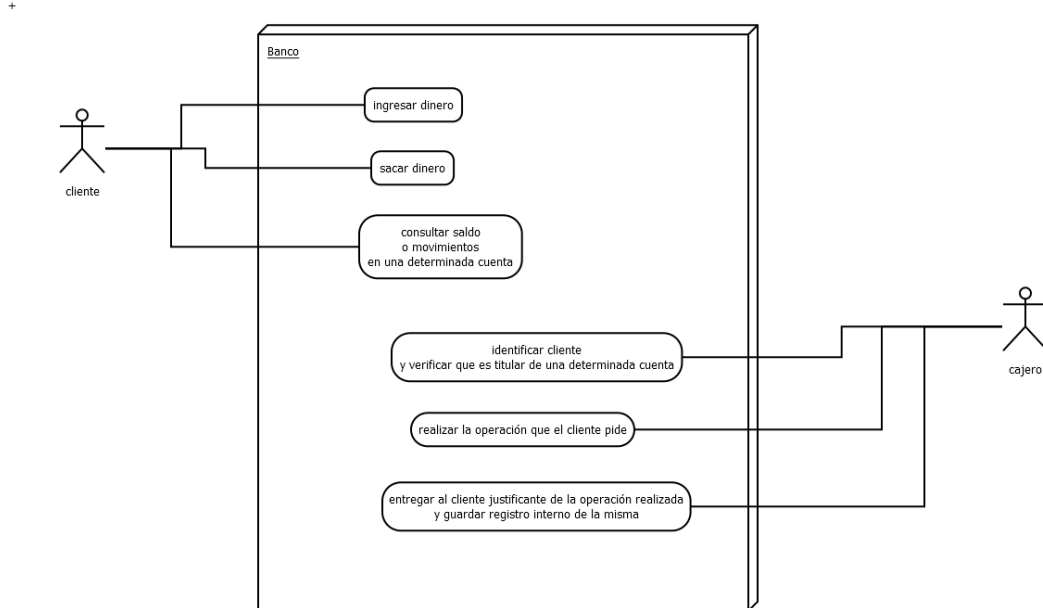 +
Banco
ingresar dinero
sacar dinero
cliente
consultar saldo
o movimientos
en una determinada cuenta
identificar cliente
y verificar que es titular de una determinada cuenta
cajero
realizar la operación que el cliente pide
entregar al cliente justificante de la operación realizada
y guardar registro interno de la misma